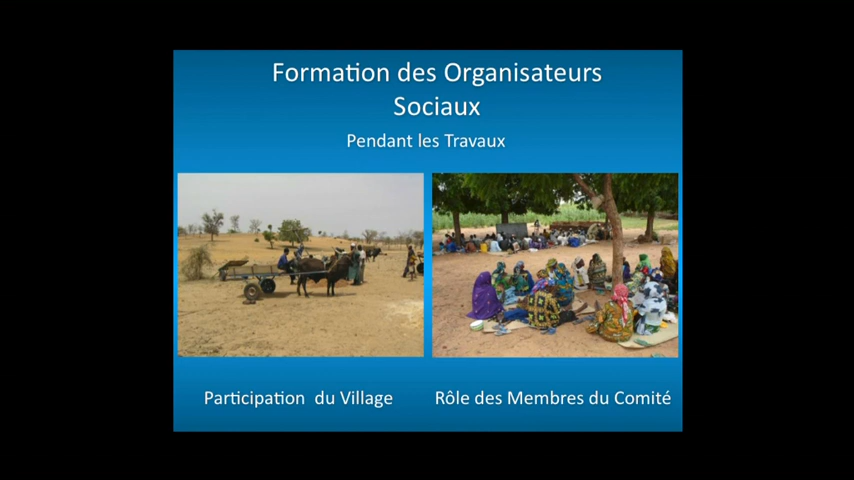 Formation des Organisateurs
Sociaux
Pendant les Travaux
Participation du Village
Rôle des Membres du Comité